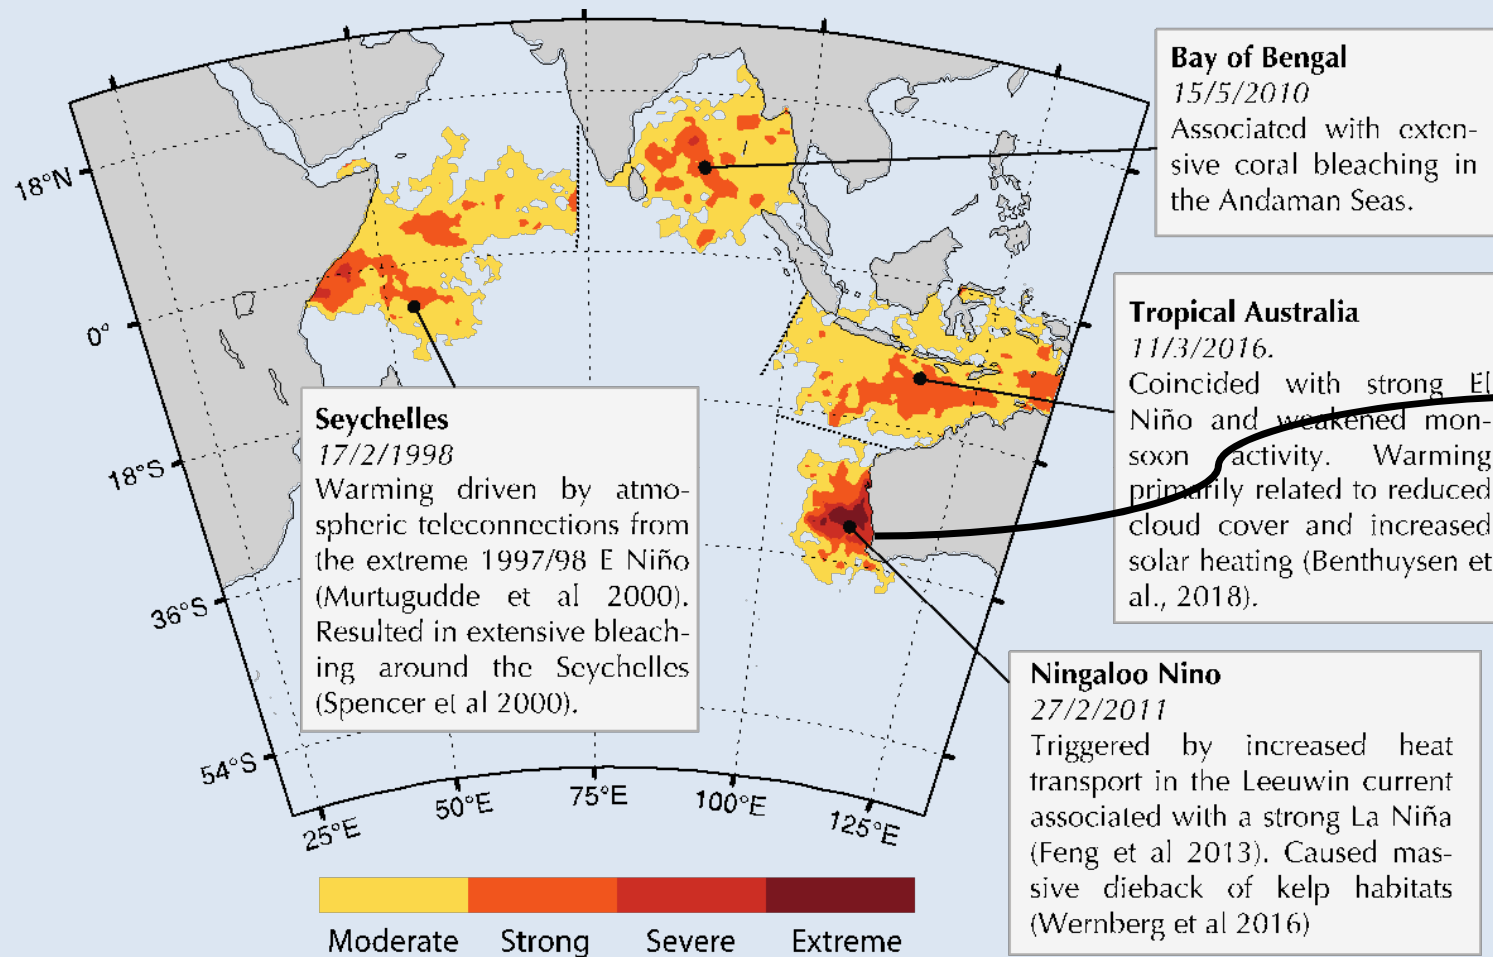 Bay of Bengal
15/5/2010
Associated with exten-
sive coral bleaching in
the Andaman Seas.
Tropical Australia
11/3/2016.
Coincided with strong El
Niño and weakened mon-
soon activity. Warming
primarily related to reduced
cloud cover and increased
solar heating (Benthuysen et
al., 2018).
Seychelles
17/2/1998
Warming driven by atmo-
spheric teleconnections from
the extreme 1997/98 E Niño
(Murtugudde et al 2000).
Resulted in extensive bleach-
ing around the Seychelles
(Spencer et al 2000).
Ningaloo Nino
27/2/2011
Triggered by increased heat
transport in the Leeuwin current
associated with a strong La Niña
(Feng et al 2013). Caused mas-
sive dieback of kelp habitats
(Wernberg et al 2016)
18°N
0°
18°S
36°S
54°S
25°E
50°E
75°E
100°E
125°E
Moderate Strong Severe Extreme